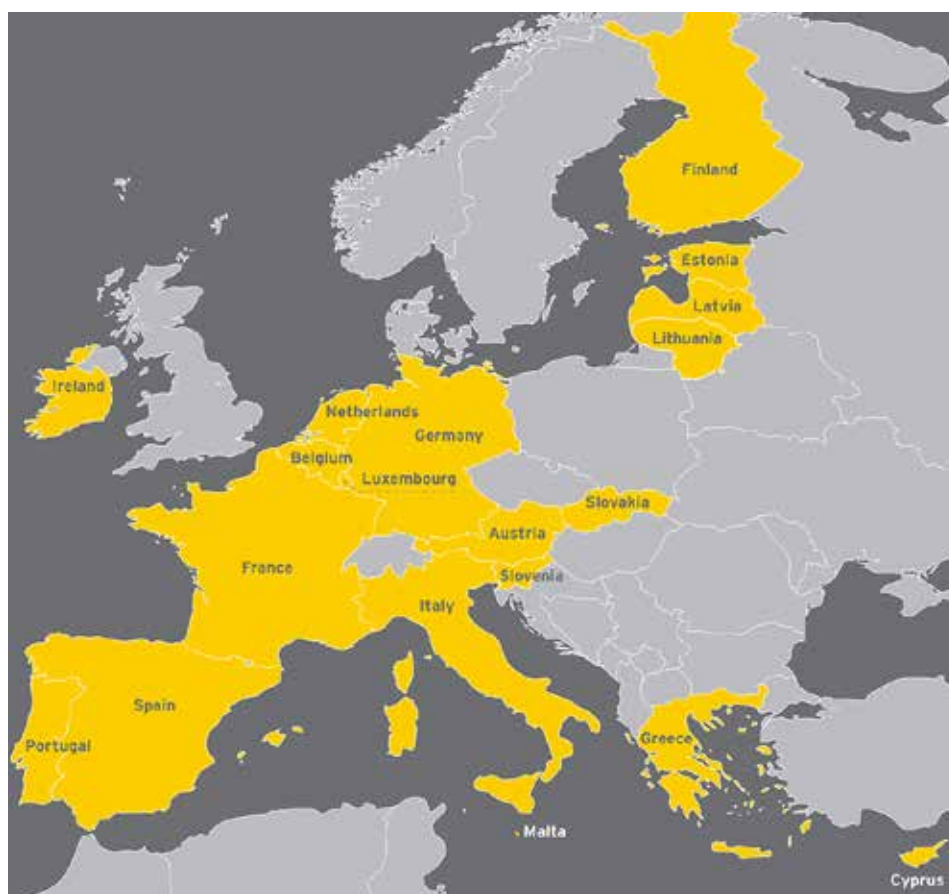 Finland
Estonia
Latvia
Lithuania
Ireland
Netherlands
Germany
Belgium
Luxembourg
Slovakia
Austria
France
Slovenia
Italy
Spain
Portugal
Greece
Malta
Cyprus